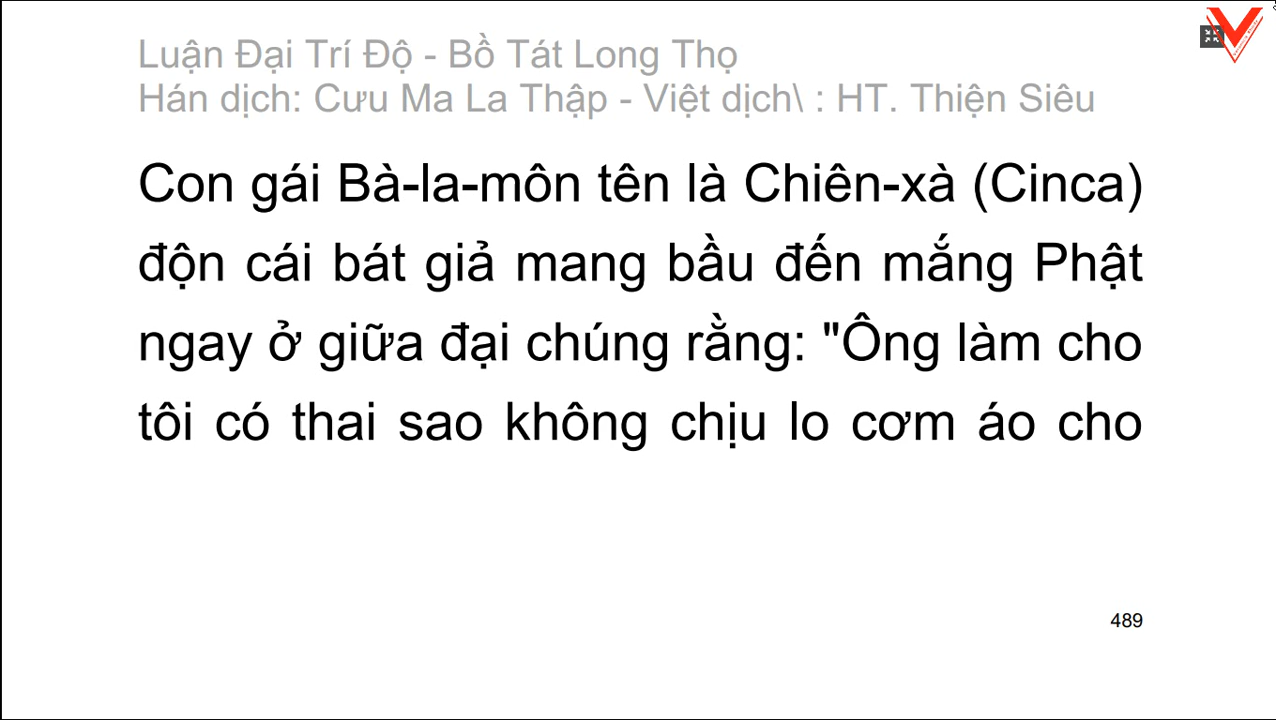 Luận Đại Trí Độ - Bồ Tát Long Thọ
Hán dịch: Cưu Ma La Thập - Việt dịch\ : HT. Thiện Siêu
Con gái Bà-la-môn tên là Chiên-xà (Cinca)
độn cái bát giả mang bầu đến mắng Phật
ngay ở giữa đại chúng rằng: "Ông làm cho
tôi có thai sao không chịu lo cơm áo cho
489